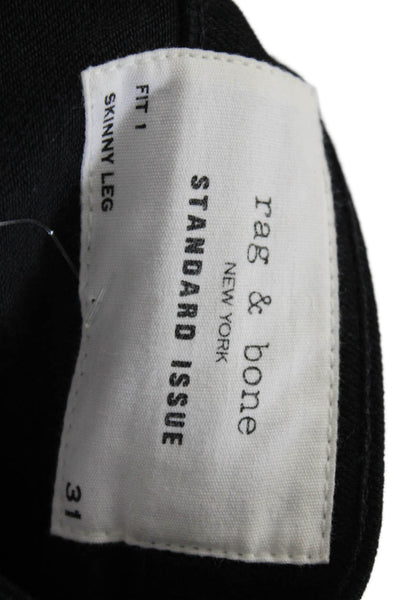 rag & bone
NEW YORK
STANDARD ISSUE
FIT 1
SKINNY LEG
31